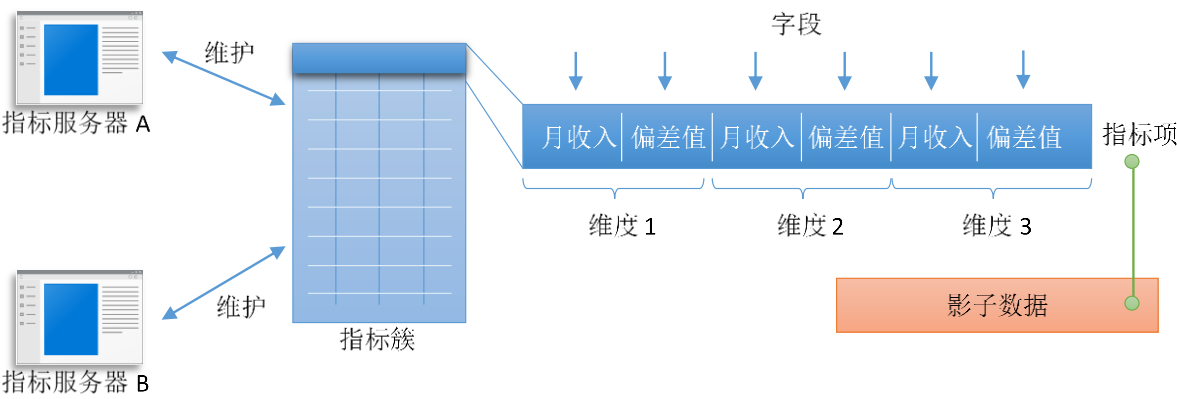 字段
维护
指标服务器 A
月收入 偏差值 月收入 偏差值 月收入 偏差值
指标项
维度 1
维度 2
维度 3
维护
影子数据
指标簇
指标服务器 B